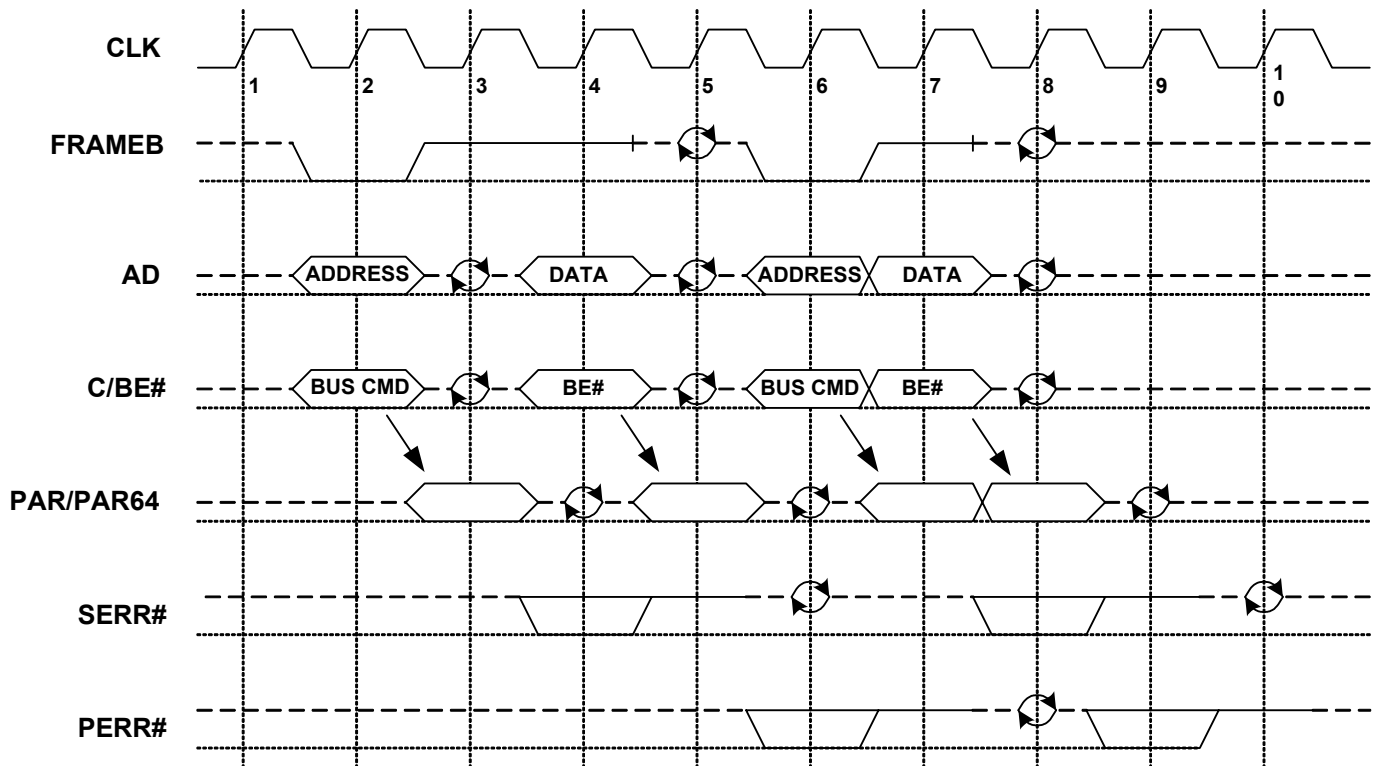 CLK
1 2 3 4 5 6 7 8 9 1
0
FRAMEB
AD
ADDRESS DATA ADDRESS DATA
C/BE#
BUS CMD BE# BUS CMD BE#
PAR/PAR64
SERR#
PERR#